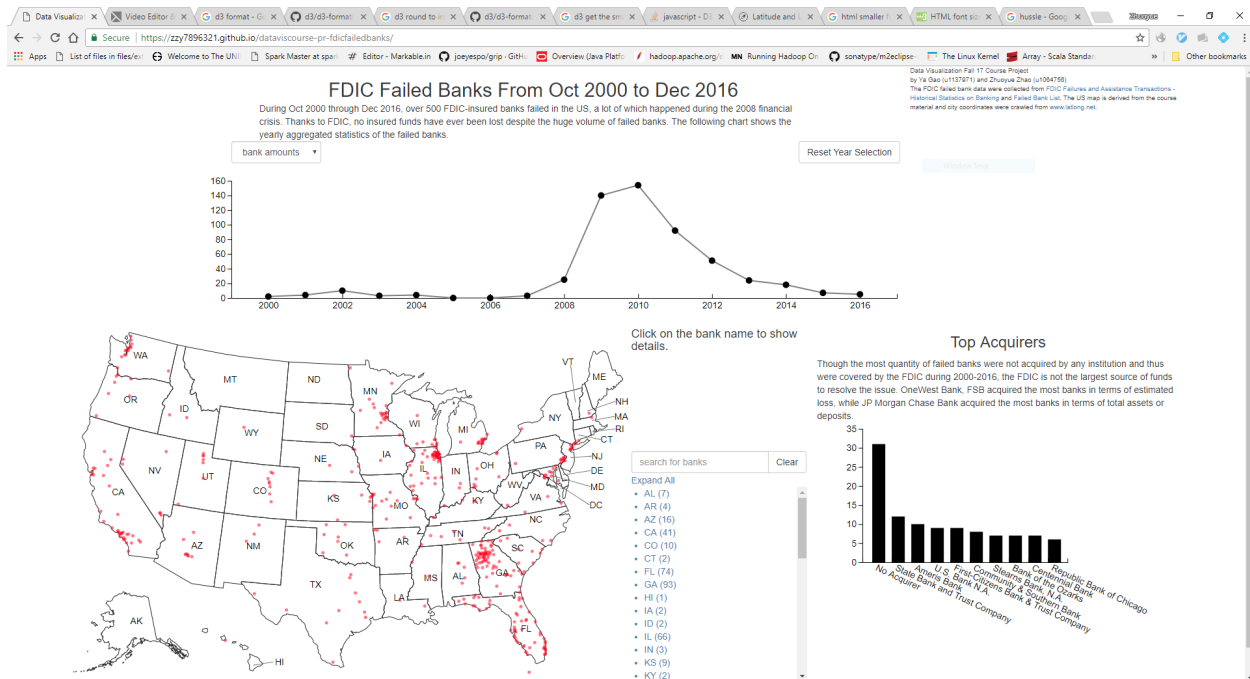 Data Visualiza
Video Editor &
d3 format - G
d3/d3-format
d3 round to in
d3/d3-format
d3 get the sm
javascript - D3
Latitude and L
html smaller f
HTML font siz
hussle - Goog
Zhuoyue
Secure | https://zzy7896321.github.io/dataviscourse-pr-fdicfailedbanks/
Apps
List of files in files/ex
Welcome to The UNI
Spark Master at spark
Editor - Markable.in
joeyespo/grip · GitHu
Overview (Java Platfo
hadoop.apache.org/c
Running Hadoop On
sonatype/m2eclipse
The Linux Kernel
Array - Scala Standar
»
Other bookmarks
Data Visualization Fall 17 Course Project
by Ya Gao (u1137971) and Zhuoyue Zhao (u1064758)
The FDIC failed bank data were collected from FDIC Failures and Assistance Transactions -
Historical Statistics on Banking and Failed Bank List. The US map is derived from the course
material and city coordinates were crawled from www.latlong.net.
FDIC Failed Banks From Oct 2000 to Dec 2016
During Oct 2000 through Dec 2016, over 500 FDIC-insured banks failed in the US, a lot of which happened during the 2008 financial
crisis. Thanks to FDIC, no insured funds have ever been lost despite the huge volume of failed banks. The following chart shows the
yearly aggregated statistics of the failed banks.
bank amounts
Reset Year Selection
160
140
120
100
80
60
40
20
0
2000 2002 2004 2006 2008 2010 2012 2014 2016
WA
OR
CA
NV
ID
MT
WY
UT
CO
AZ
NM
ND
SD
NE
KS
OK
TX
MN
IA
MO
AR
LA
WI
IL
MS
MI
IN
OH
KY
TN
AL
GA
FL
SC
NC
VA
WV
PA
NY
VT
ME
NH
MA
RI
CT
NJ
DE
MD
DC
AK
HI
Click on the bank name to show
details.
search for banks
Clear
Expand All
AL (7)
AR (4)
AZ (16)
CA (41)
CO (10)
CT (2)
FL (74)
GA (93)
HI (1)
IA (2)
ID (2)
IL (66)
IN (3)
KS (9)
KY (2)
Top Acquirers
Though the most quantity of failed banks were not acquired by any institution and thus
were covered by the FDIC during 2000-2016, the FDIC is not the largest source of funds
to resolve the issue. OneWest Bank, FSB acquired the most banks in terms of estimated
loss, while JP Morgan Chase Bank acquired the most banks in terms of total assets or
deposits.
35
30
25
20
15
10
5
0
No Acquirer
State Bank and Trust Company
Ameris Bank
U.S. Bank N.A.
First-Citizens Bank & Trust Company
Community & Southern Bank
Stearns Bank, N.A.
Bank of the Ozarks
Centennial Bank
Republic Bank of Chicago